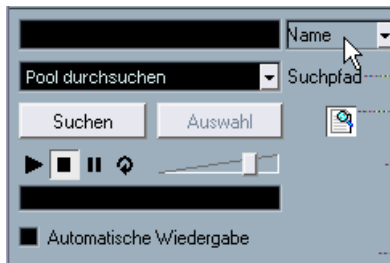 Name
Pool durchsuchen
Suchpfad
Suchen
Auswahl
Automatische Wiedergabe